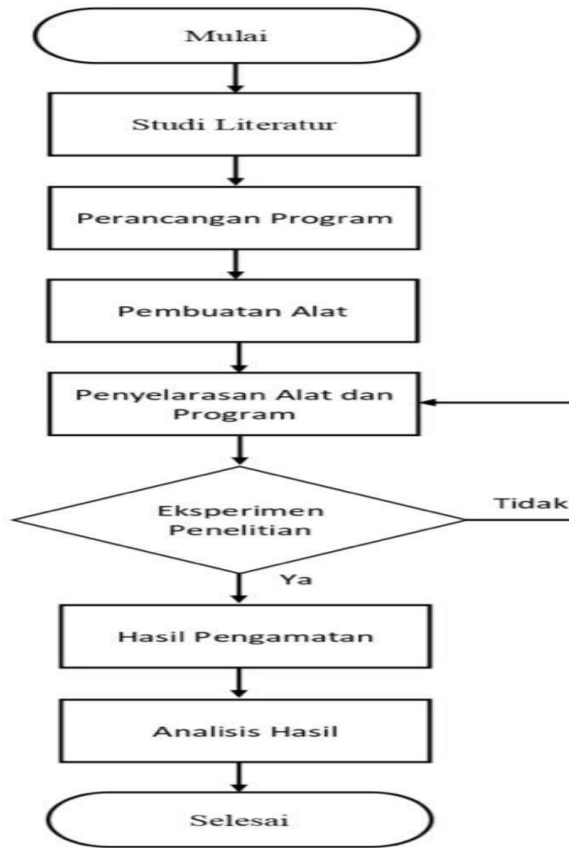 Mulai
Studi Literatur
Perancangan Program
Pembuatan Alat
Penyelarasan Alat dan
Program
Eksperimen
Penelitian
Tidak
Ya
Hasil Pengamatan
Analisis Hasil
Selesai